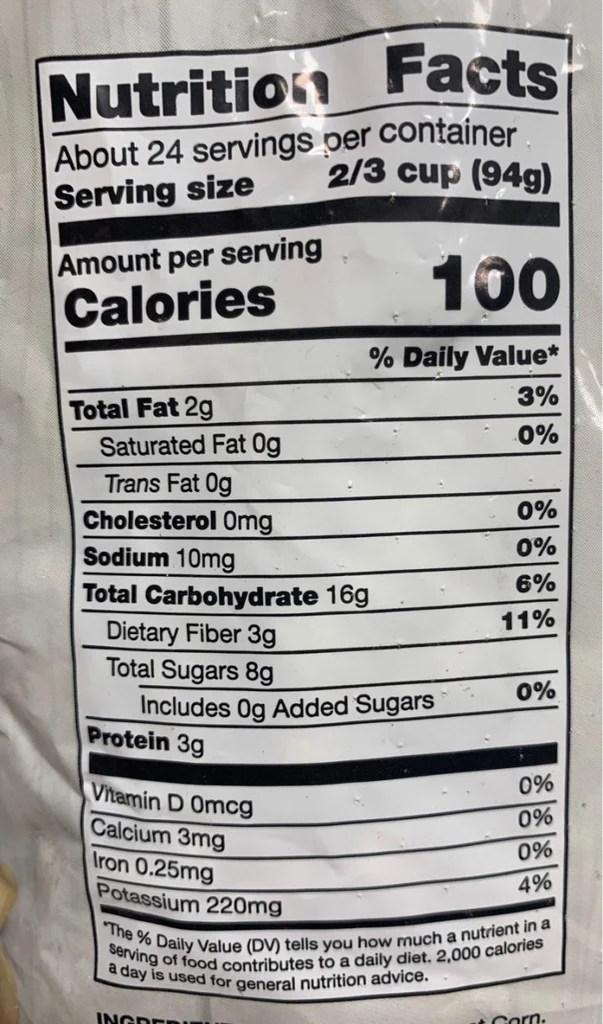 Nutrition Facts
About 24 servings per container
Serving size 2/3 cup (94g)
Amount per serving
Calories 100
% Daily Value*
Total Fat 2g 3%
Saturated Fat 0g 0%
Trans Fat 0g
Cholesterol 0mg 0%
Sodium 10mg 0%
Total Carbohydrate 16g 6%
Dietary Fiber 3g 11%
Total Sugars 8g
Includes 0g Added Sugars 0%
Protein 3g
Vitamin D 0mcg 0%
Calcium 3mg 0%
Iron 0.25mg 0%
Potassium 220mg 4%
*The % Daily Value (DV) tells you how much a nutrient in a
serving of food contributes to a daily diet. 2,000 calories
a day is used for general nutrition advice.
Corn.